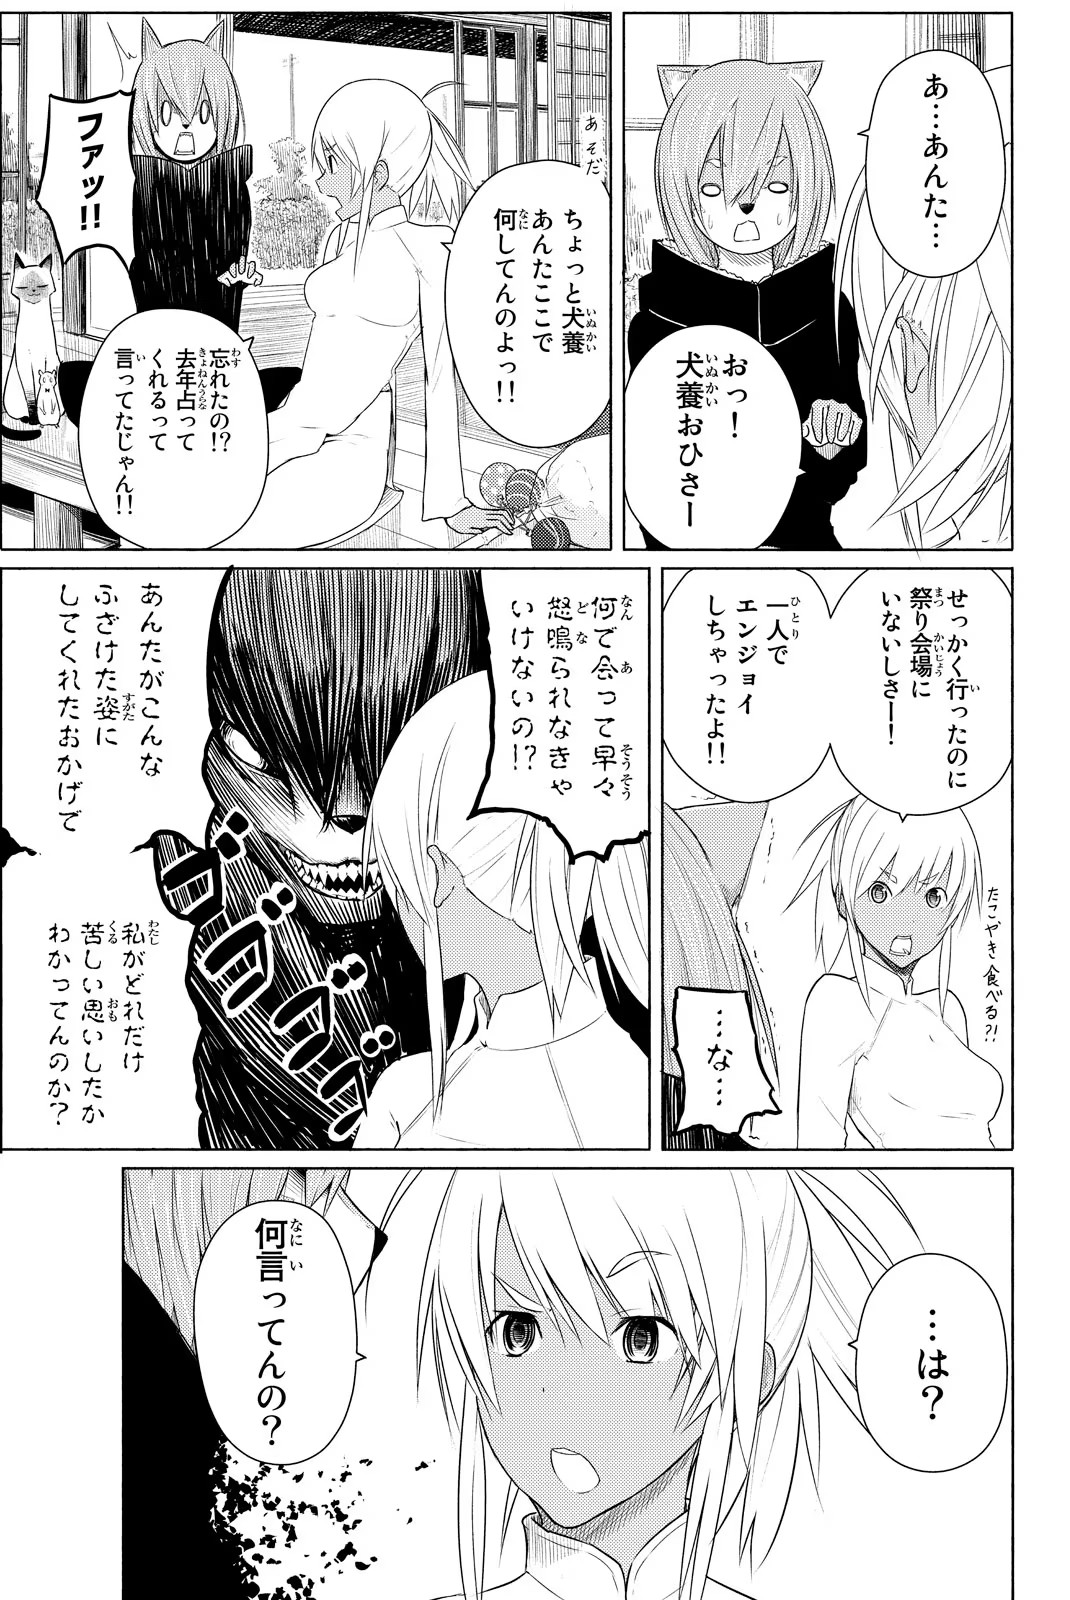 あ…あんた…
おっ！
犬養おひさー
あ そだ
ちょっと犬養
あんたここで
何してんのよっ!!
ファッ!!
忘れたの!?
去年占って
くれるって
言ってたじゃん!!
せっかく行ったのに
祭り会場に
いないしさー！
一人で
エンジョイ
しちゃったよ!!
たこやき食べる?!
…な…
何で会って早々
怒鳴られなきゃ
いけないの!?
あんたがこんな
ふざけた姿に
してくれたおかげで
私がどれだけ
苦しい思いしたか
わかってんのか？
ゴゴゴゴ
…は？
何言ってんの？